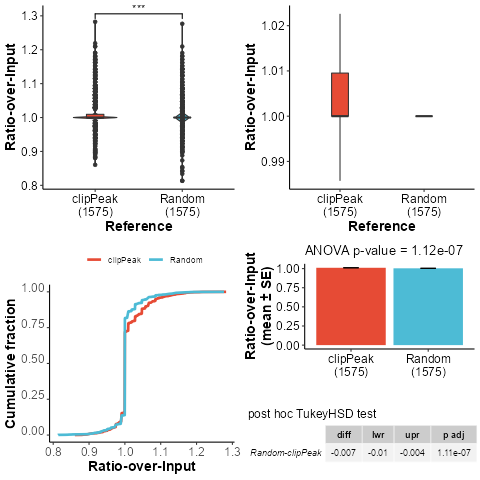 ***
Ratio-over-Input
1.3
1.2
1.1
1.0
0.9
0.8
clipPeak
(1575)
Random
(1575)
Reference
Ratio-over-Input
1.02
1.01
1.00
0.99
clipPeak
(1575)
Random
(1575)
Reference
clipPeak Random
Cumulative fraction
1.00
0.75
0.50
0.25
0.00
0.8 0.9 1.0 1.1 1.2 1.3
Ratio-over-Input
ANOVA p-value = 1.12e-07
Ratio-over-Input
(mean ± SE)
1.00
0.75
0.50
0.25
0.00
clipPeak
(1575)
Random
(1575)
post hoc TukeyHSD test
diff lwr upr p adj
Random-clipPeak -0.007 -0.01 -0.004 1.11e-07